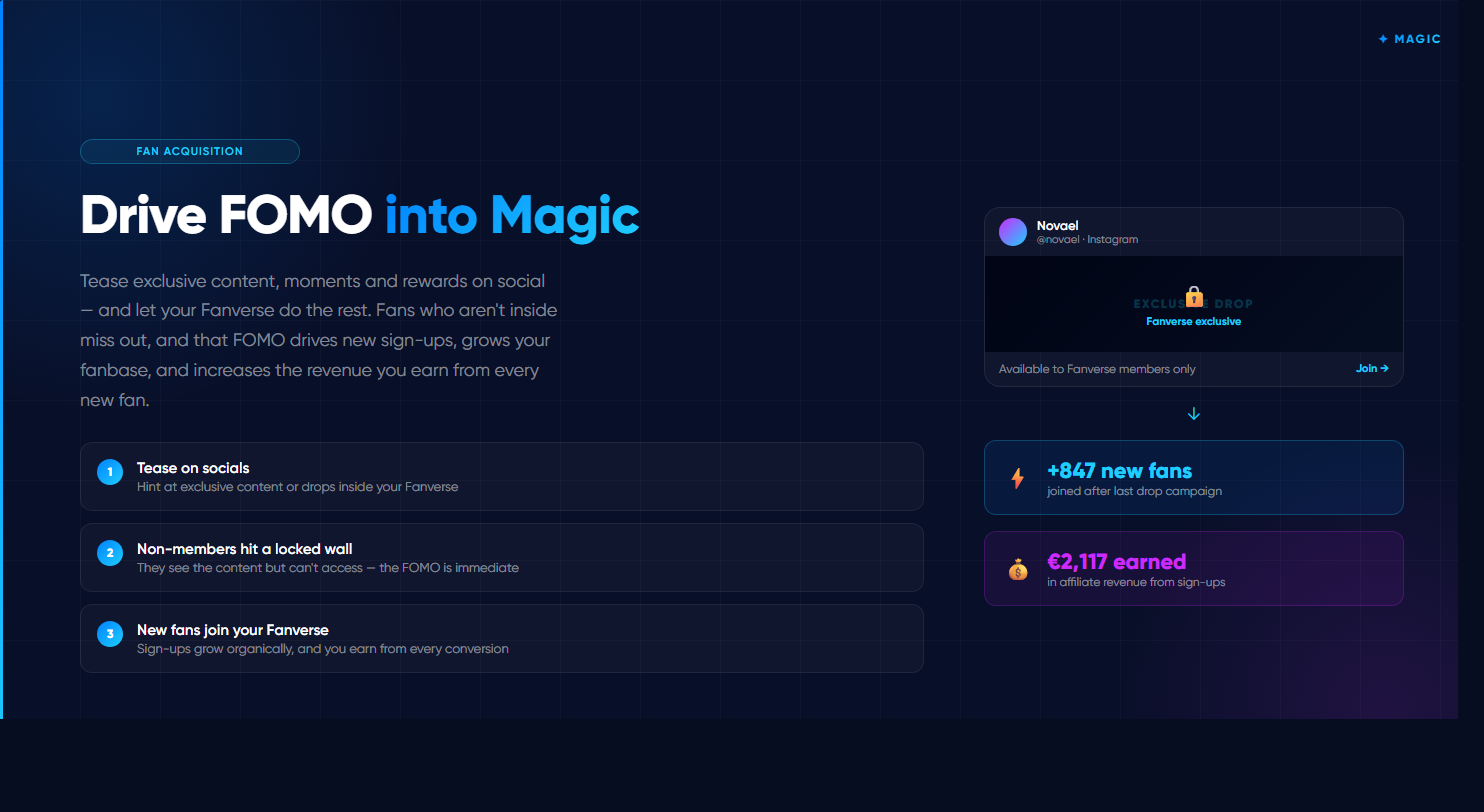 ✦ MAGIC
FAN ACQUISITION
Drive FOMO into Magic
Tease exclusive content, moments and rewards on social
— and let your Fanverse do the rest. Fans who aren't inside
miss out, and that FOMO drives new sign-ups, grows your
fanbase, and increases the revenue you earn from every
new fan.
1
Tease on socials
Hint at exclusive content or drops inside your Fanverse
2
Non-members hit a locked wall
They see the content but can't access — the FOMO is immediate
3
New fans join your Fanverse
Sign-ups grow organically, and you earn from every conversion
Novael
@novael · Instagram
EXCLUSIVE DROP
Fanverse exclusive
Available to Fanverse members only
Join →
↓
+847 new fans
joined after last drop campaign
€2,117 earned
in affiliate revenue from sign-ups